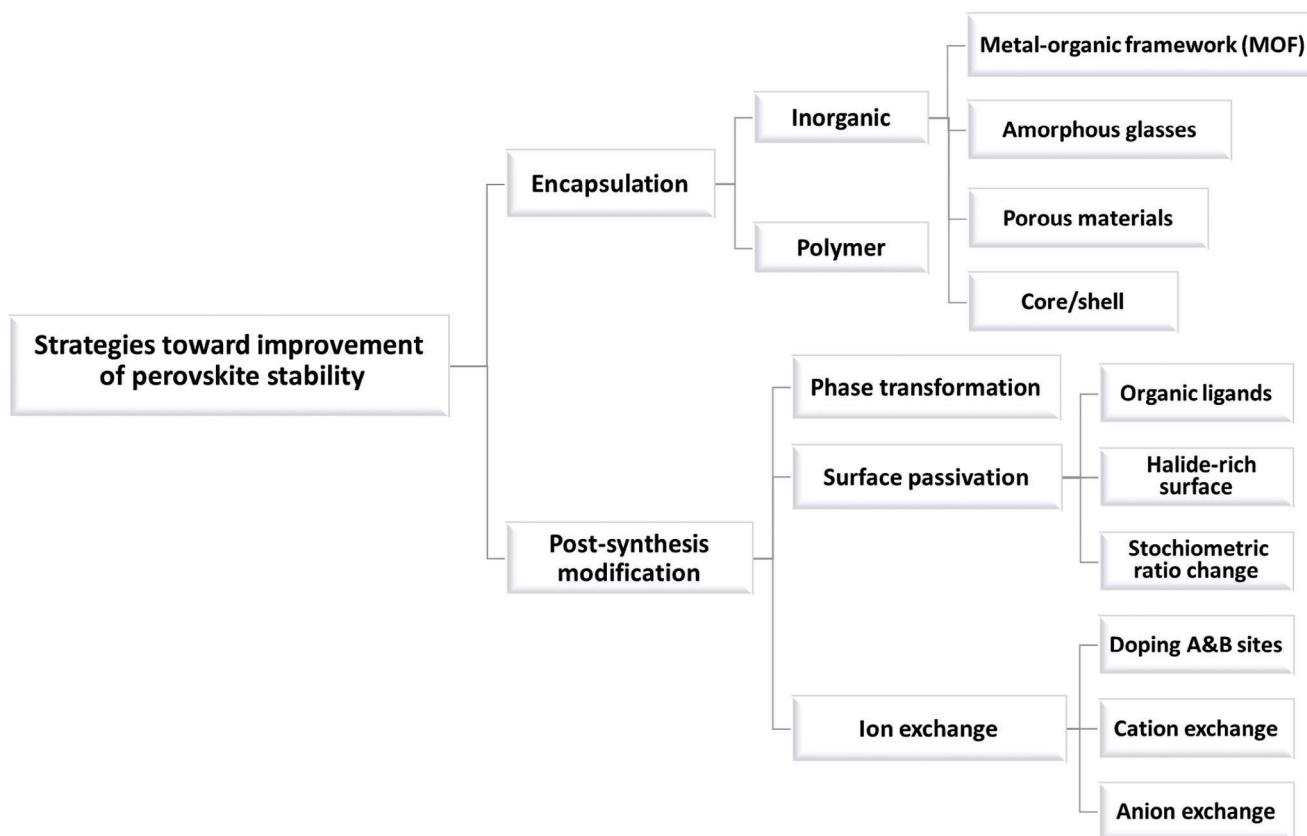 Strategies toward improvement
of perovskite stability
Encapsulation
Inorganic
Metal-organic framework (MOF)
Amorphous glasses
Porous materials
Core/shell
Polymer
Post-synthesis
modification
Phase transformation
Surface passivation
Organic ligands
Halide-rich
surface
Stochiometric
ratio change
Ion exchange
Doping A&B sites
Cation exchange
Anion exchange